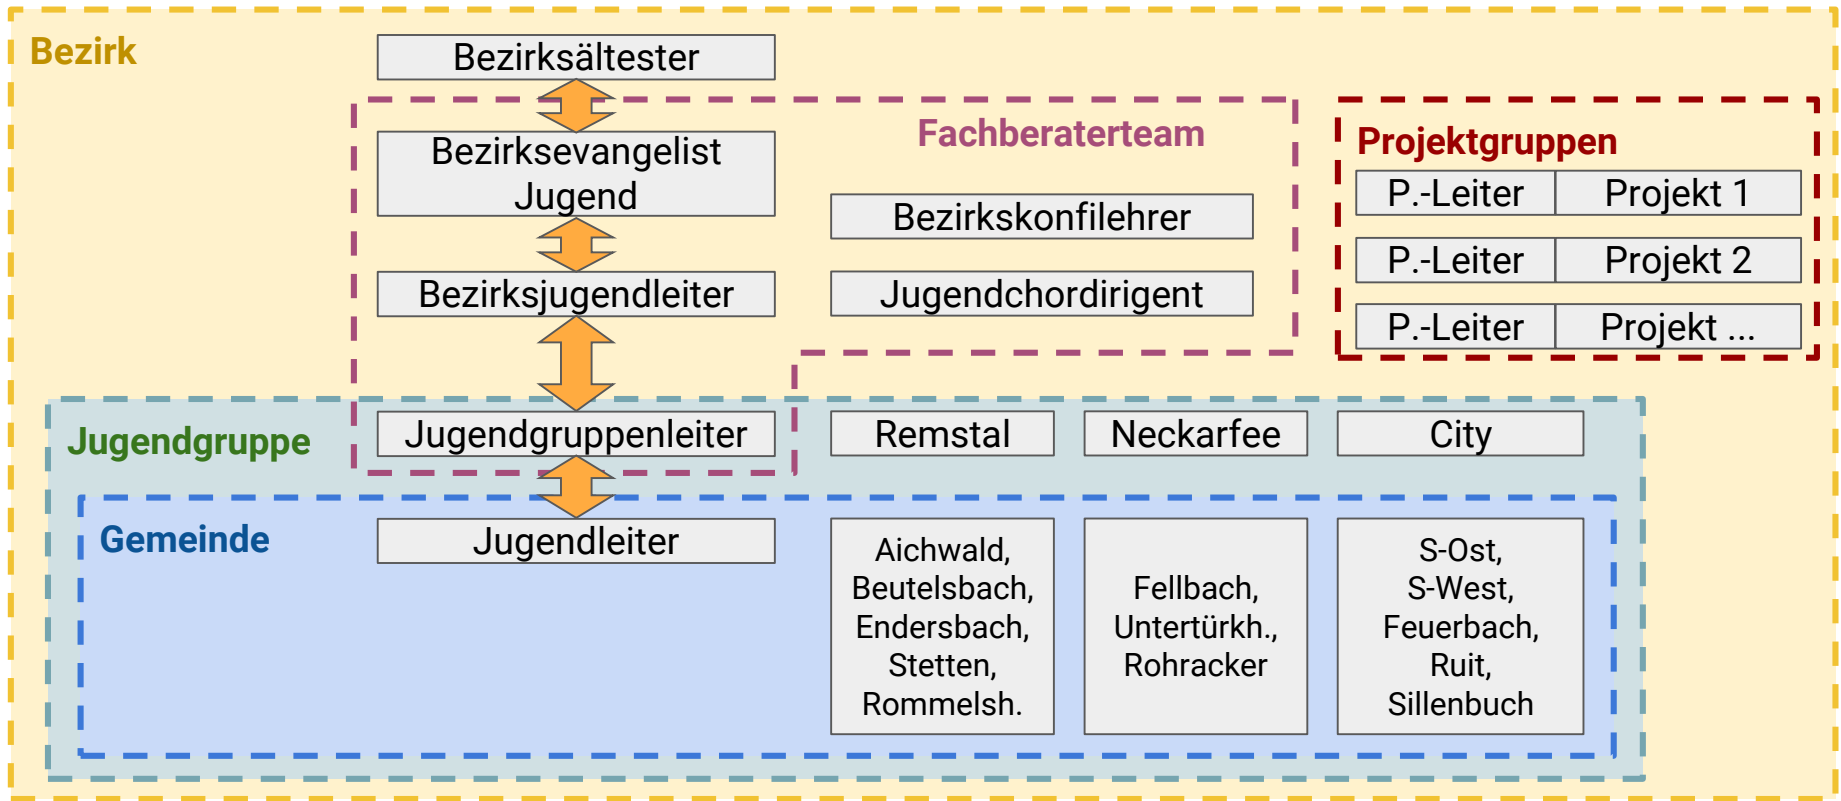 Bezirk
Bezirksältester
Fachberaterteam
Bezirksevangelist
Jugend
Bezirkskonfilehrer
Bezirksjugendleiter
Jugendchordirigent
Projektgruppen
P.-Leiter Projekt 1
P.-Leiter Projekt 2
P.-Leiter Projekt ...
Jugendgruppe
Jugendgruppenleiter
Remstal
Neckarfee
City
Gemeinde
Jugendleiter
Aichwald,
Beutelsbach,
Endersbach,
Stetten,
Rommelsh.
Fellbach,
Untertürkh.,
Rohracker
S-Ost,
S-West,
Feuerbach,
Ruit,
Sillenbuch